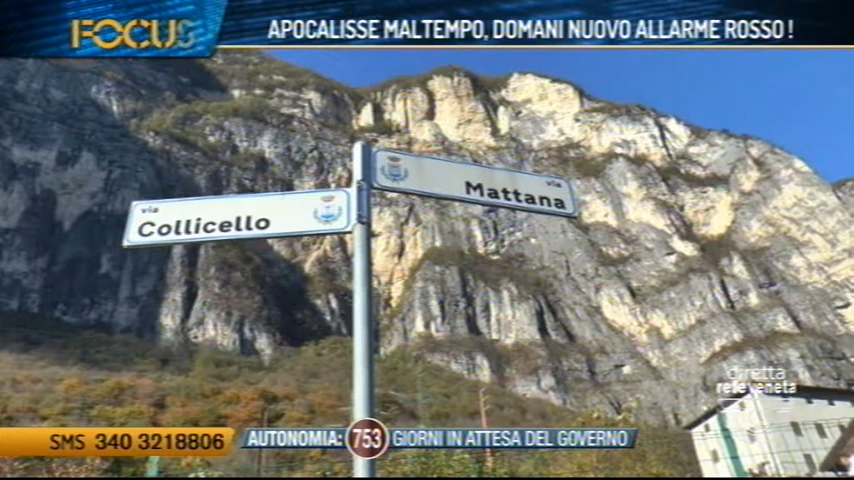 FOCUS
APOCALISSE MALTEMPO, DOMANI NUOVO ALLARME ROSSO!
via
Mattana
via
Collicello
diretta
reteveneta
SMS 340 3218806
AUTONOMIA: 753 GIORNI IN ATTESA DEL GOVERNO